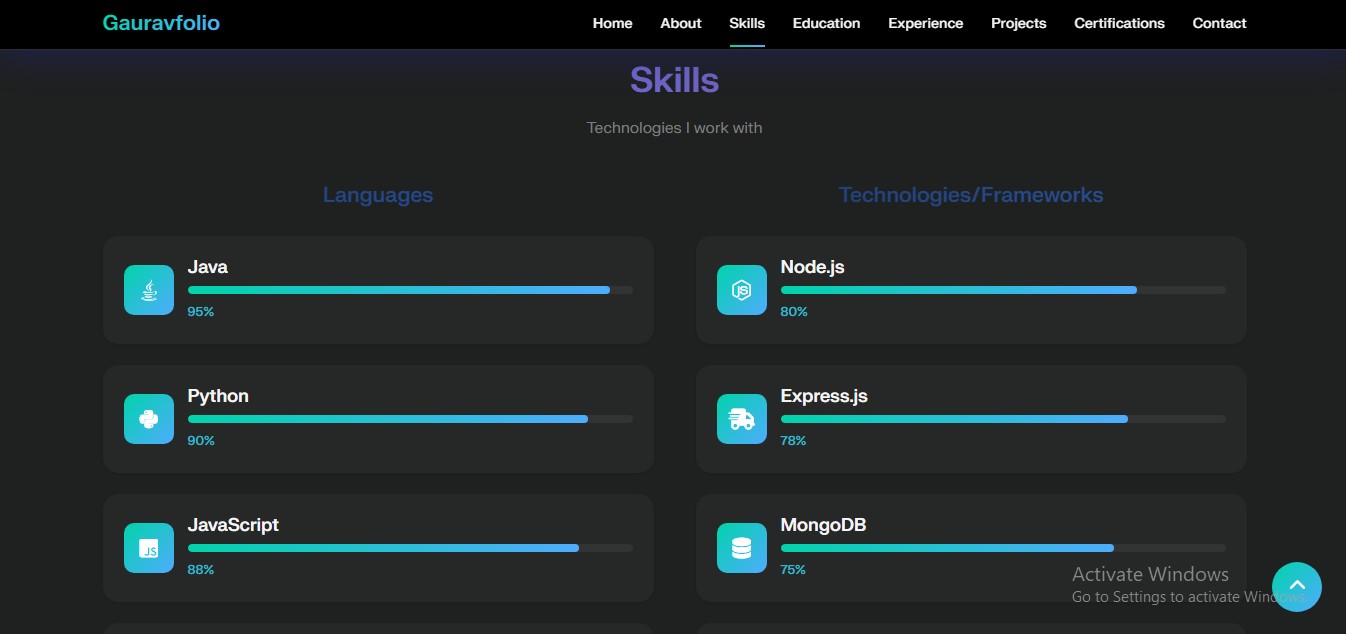 Gauravfolio
Home About Skills Education Experience Projects Certifications Contact
Skills
Technologies I work with
Languages
Technologies/Frameworks
Java
95%
Node.js
80%
Python
90%
Express.js
78%
JavaScript
JS
88%
MongoDB
75%
Activate Windows
Go to Settings to activate Windows.